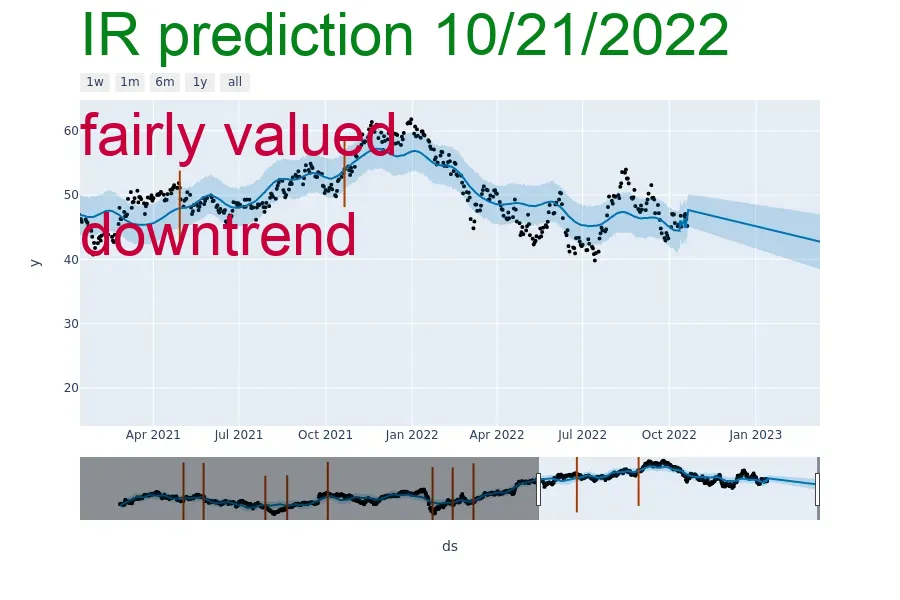 IR prediction 10/21/2022
1w 1m 6m 1y all
fairly valued
downtrend
60
50
40
30
20
y
Apr 2021 Jul 2021 Oct 2021 Jan 2022 Apr 2022 Jul 2022 Oct 2022 Jan 2023
ds